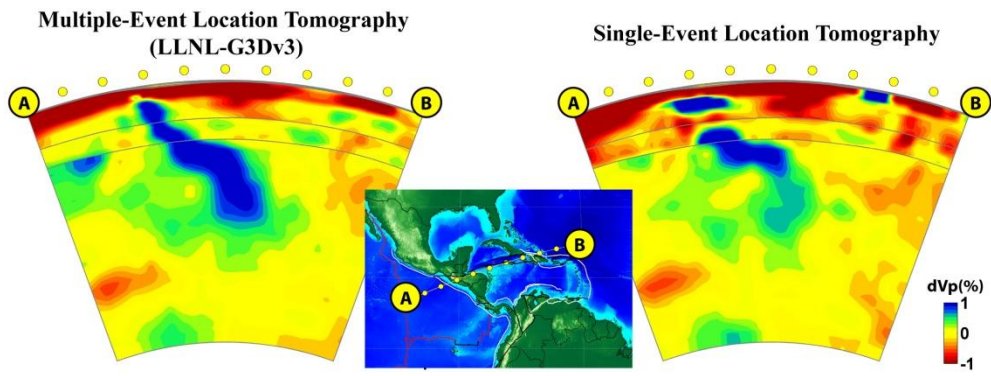 Multiple-Event Location Tomography
(LLNL-G3Dv3)
Single-Event Location Tomography
A
B
A
B
A
B
dVp(%)
1
0
-1